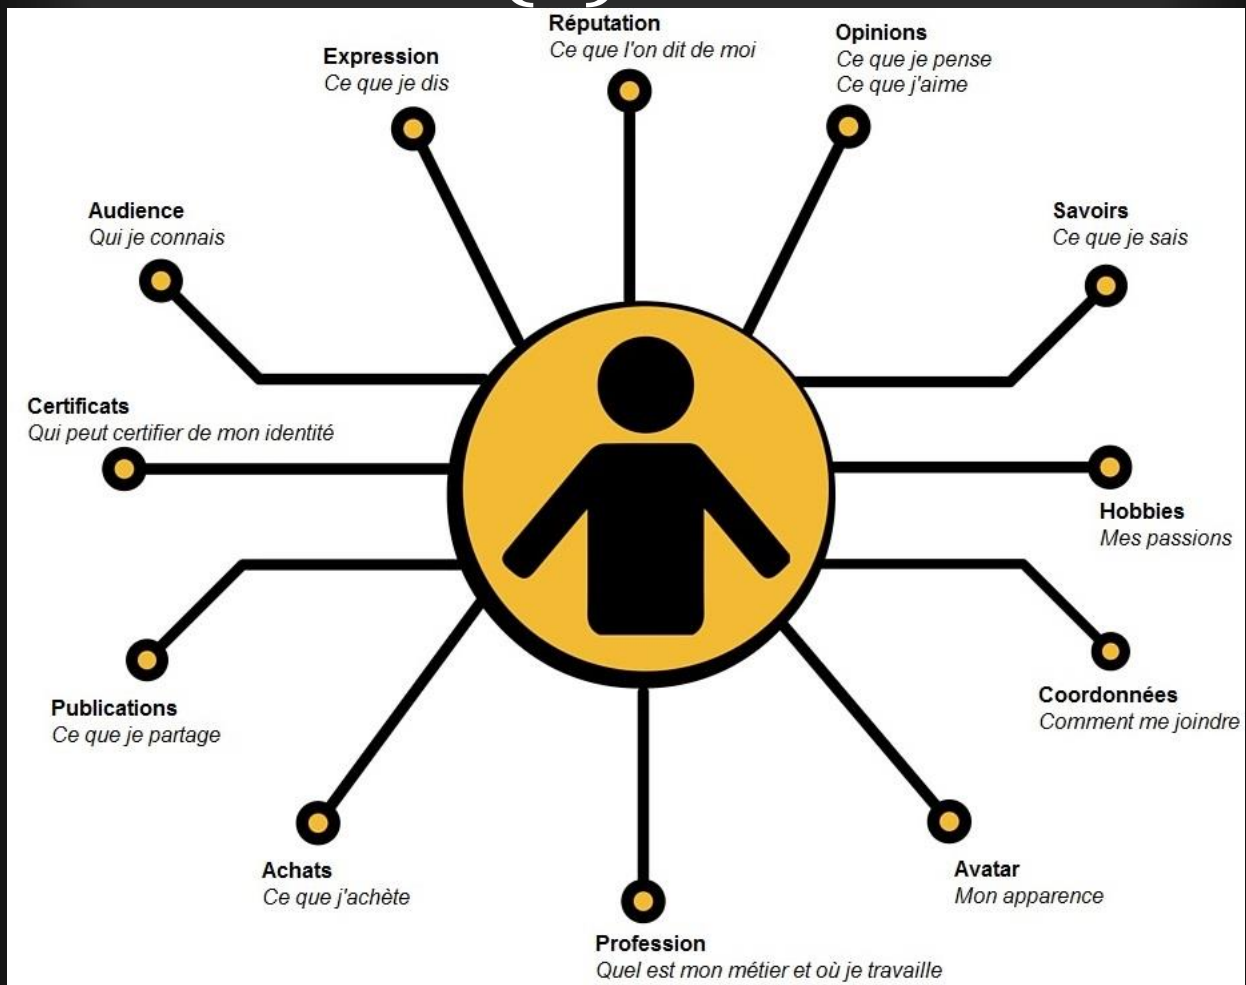 Réputation
Ce que l'on dit de moi
Opinions
Ce que je pense
Ce que j'aime
Expression
Ce que je dis
Audience
Qui je connais
Savoirs
Ce que je sais
Certificats
Qui peut certifier de mon identité
Hobbies
Mes passions
Coordonnées
Comment me joindre
Publications
Ce que je partage
Achats
Ce que j'achète
Avatar
Mon apparence
Profession
Quel est mon métier et où je travaille